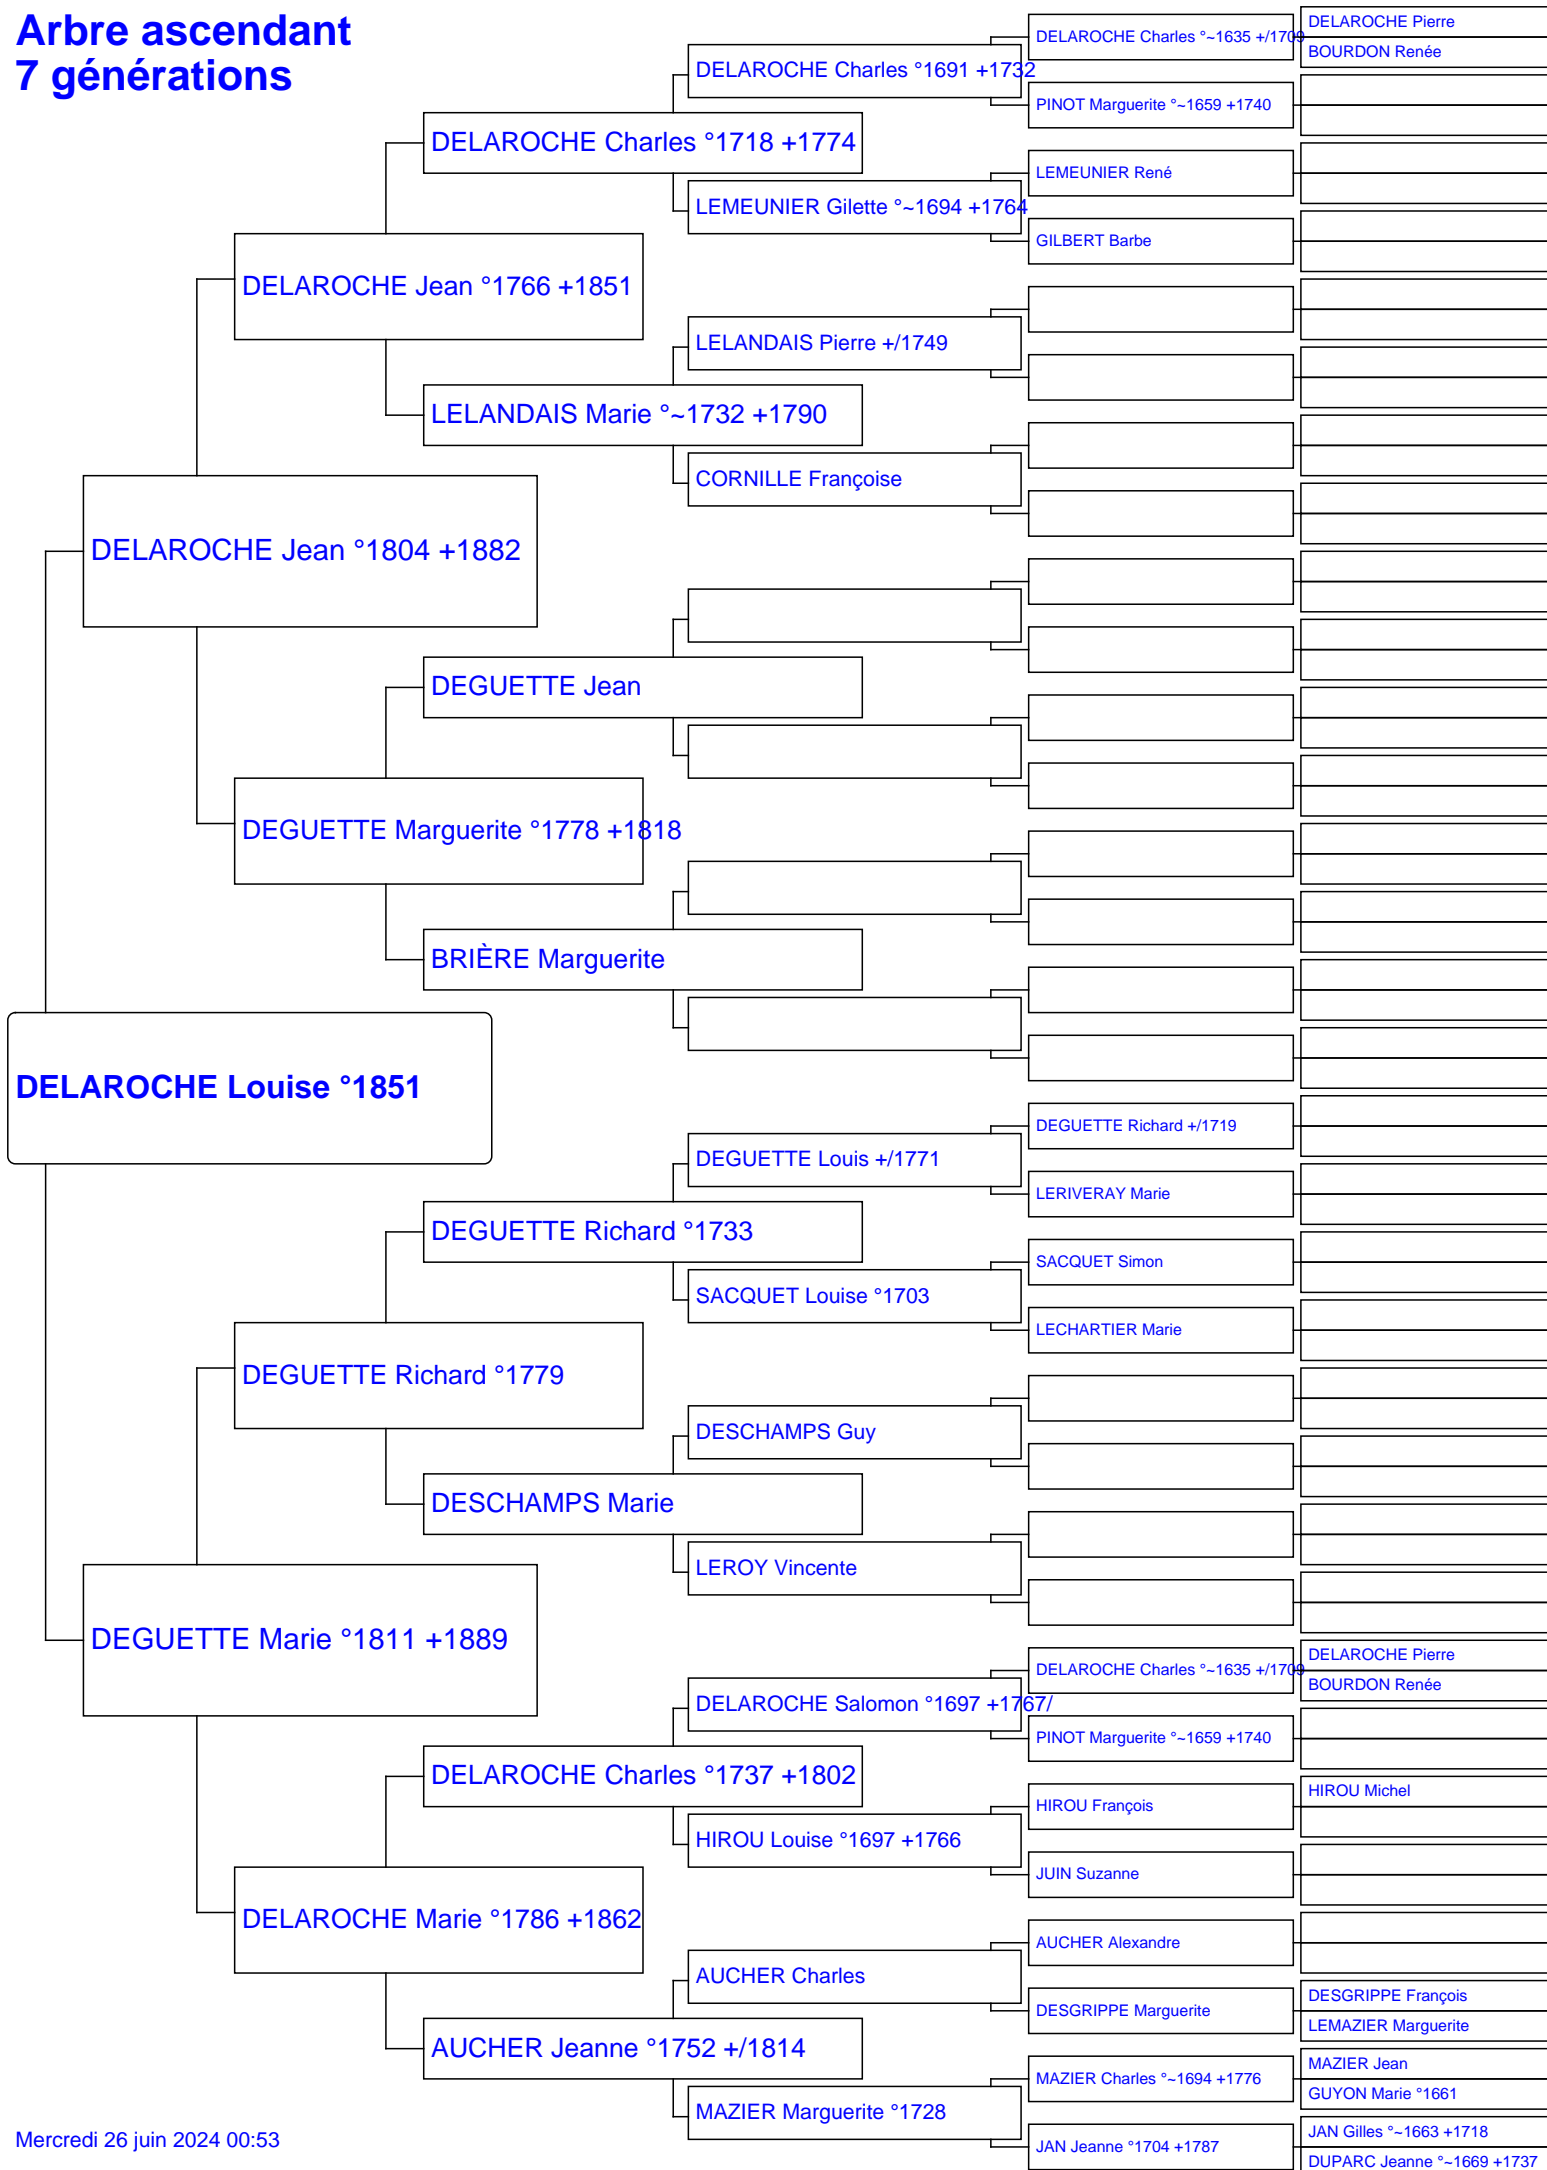 Arbre ascendant
7 générations
DELAROCHE Louise °1851
DELAROCHE Jean °1804 +1882
DEGUETTE Marie °1811 +1889
DELAROCHE Jean °1766 +1851
DEGUETTE Marguerite °1778 +1818
DEGUETTE Richard °1779
DELAROCHE Marie °1786 +1862
DELAROCHE Charles °1718 +1774
LELANDAIS Marie °~1732 +1790
DEGUETTE Jean
BRIÈRE Marguerite
DEGUETTE Richard °1733
DESCHAMPS Marie
DELAROCHE Charles °1737 +1802
AUCHER Jeanne °1752 +/1814
DELAROCHE Charles °1691 +1732
LEMEUNIER Gilette °~1694 +1764
LELANDAIS Pierre +/1749
CORNILLE Françoise
DEGUETTE Louis +/1771
SACQUET Louise °1703
DESCHAMPS Guy
LEROY Vincente
DELAROCHE Salomon °1697 +1767/
HIROU Louise °1697 +1766
AUCHER Charles
MAZIER Marguerite °1728
DELAROCHE Charles °~1635 +/1709
PINOT Marguerite °~1659 +1740
LEMEUNIER René
GILBERT Barbe
DEGUETTE Richard +/1719
LERIVERAY Marie
SACQUET Simon
LECHARTIER Marie
DELAROCHE Charles °~1635 +/1709
PINOT Marguerite °~1659 +1740
HIROU François
JUIN Suzanne
AUCHER Alexandre
DESGRIPPE Marguerite
MAZIER Charles °~1694 +1776
JAN Jeanne °1704 +1787
DELAROCHE Pierre
BOURDON Renée
DELAROCHE Pierre
BOURDON Renée
HIROU Michel
DESGRIPPE François
LEMAZIER Marguerite
MAZIER Jean
GUYON Marie °1661
JAN Gilles °~1663 +1718
DUPARC Jeanne °~1669 +1737
Mercredi 26 juin 2024 00:53